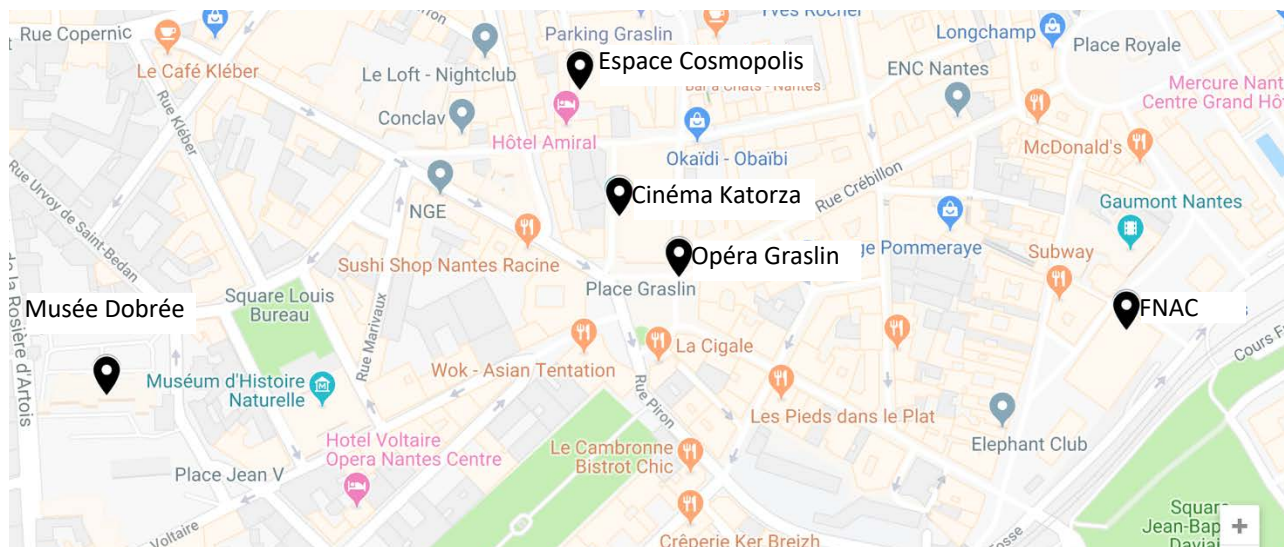 Yves Rocher
Rue Copernic
Parking Graslin
Longchamp
Place Royale
Le Café Kléber
Le Loft - Nightclub
Espace Cosmopolis
ENC Nantes
Bar à Chats - Nantes
Mercure Nant
Centre Grand Hô
Rue Kléber
Conclav
Hôtel Amiral
Okaïdi - Obaïbi
McDonald's
Rue Urvoy de Saint-Bedan
Rue Crébillon
Cinéma Katorza
NGE
Gaumont Nantes
Sushi Shop Nantes Racine
Opéra Graslin
ge Pommeraye
Subway
de la Rosière d'Artois
Musée Dobrée
Square Louis
Bureau
Place Graslin
FNAC
s
Cours F
Rue Marivaux
La Cigale
Wok - Asian Tentation
Muséum d'Histoire
Naturelle
Rue Piron
Les Pieds dans le Plat
Elephant Club
Hotel Voltaire
Opera Nantes Centre
Le Cambronne
Bistrot Chic
Place Jean V
Voltaire
Crêperie Ker Breizh
Fosse
Square
Jean-Bap
Daviais
+